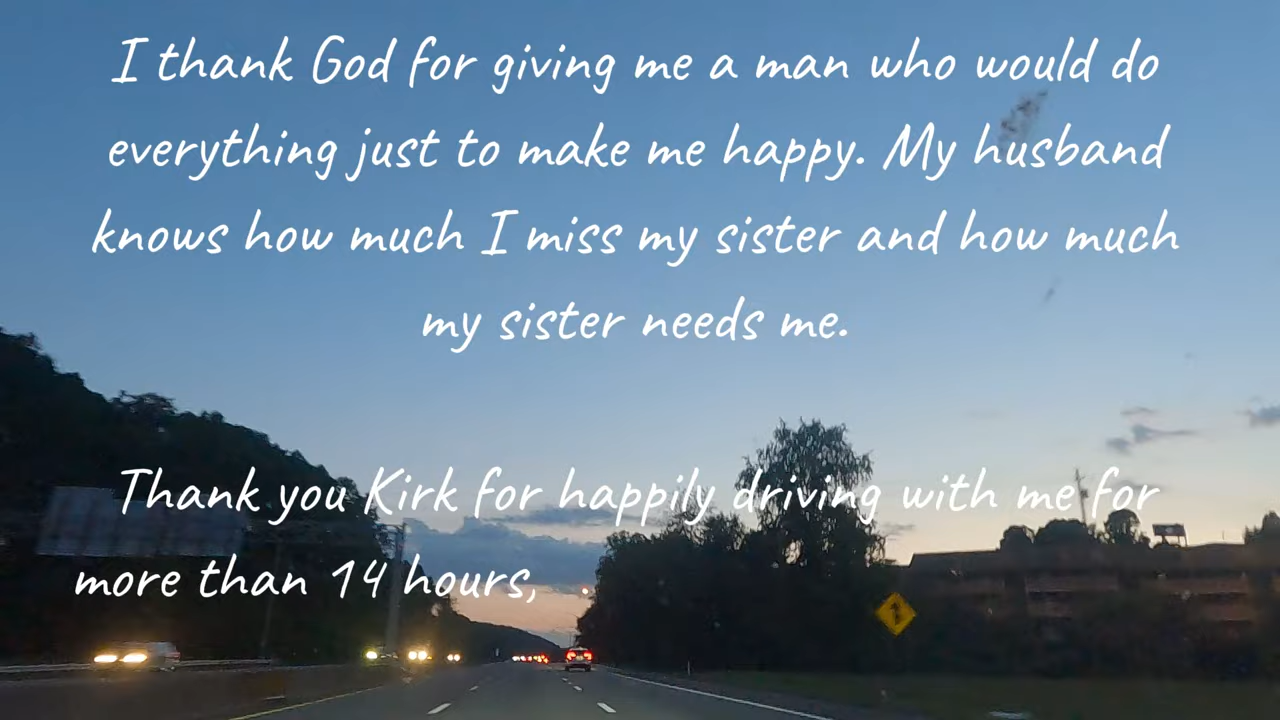 I thank God for giving me a man who would do
everything just to make me happy. My husband
knows how much I miss my sister and how much
my sister needs me.
Thank you Kirk for happily driving with me for
more than 14 hours,